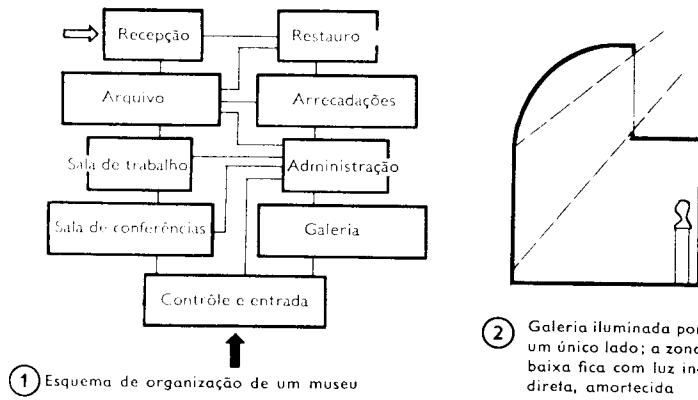 Recepção
Restauro
Arquivo
Arrecadações
Sala de trabalho
Administração
Sala de conferências
Galeria
Contrôle e entrada
1 Esquema de organização de um museu
2 Galeria iluminada por
um único lado; a zona
baixa fica com luz in-
direta, amortecida